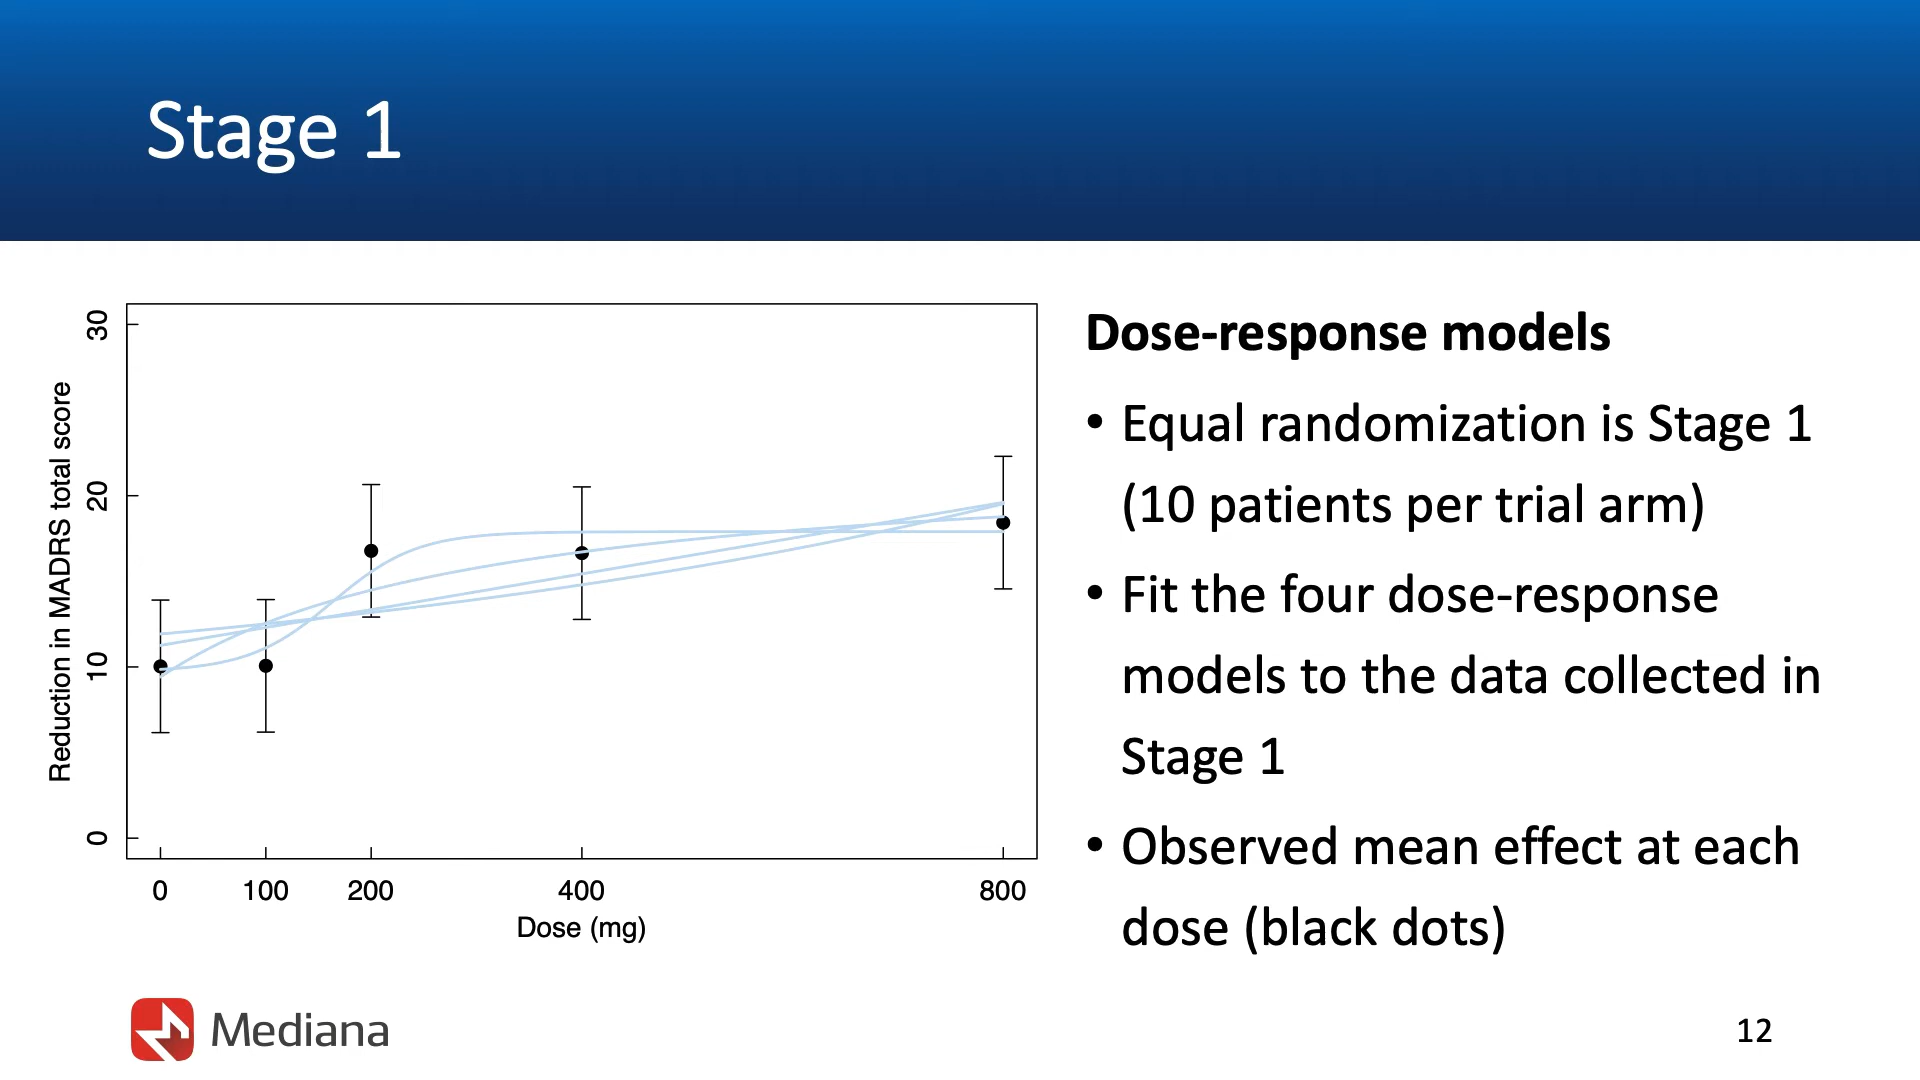 Stage 1
30
20
10
0
Reduction in MADRS total score
0 100 200 400 800
Dose (mg)
Dose-response models
• Equal randomization is Stage 1
(10 patients per trial arm)
• Fit the four dose-response
models to the data collected in
Stage 1
• Observed mean effect at each
dose (black dots)
Mediana
12